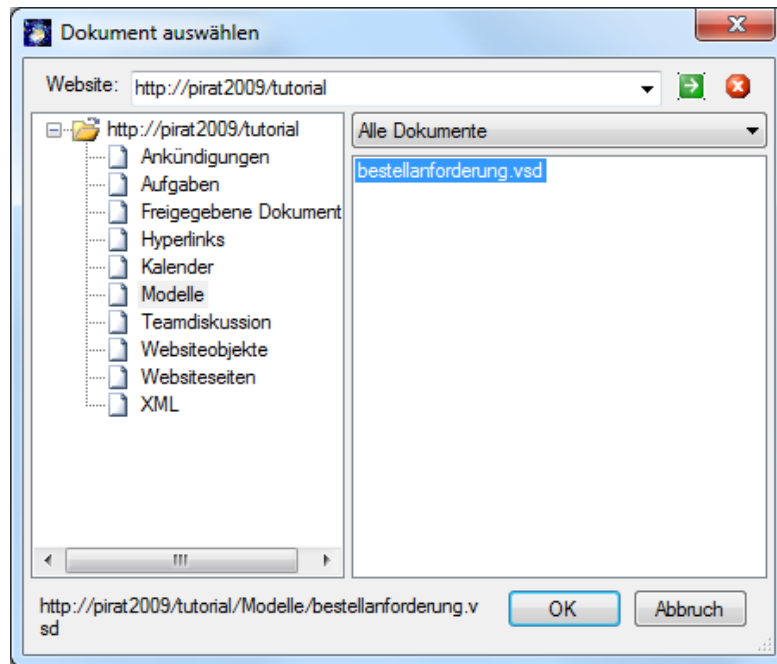 Dokument auswählen
Website: http://pirat2009/tutorial
http://pirat2009/tutorial
Ankündigungen
Aufgaben
Freigegebene Dokument
Hyperlinks
Kalender
Modelle
Teamdiskussion
Websiteobjekte
Websiteseiten
XML
Alle Dokumente
bestellanforderung.vsd
http://pirat2009/tutorial/Modelle/bestellanforderung.v
sd
OK
Abbruch